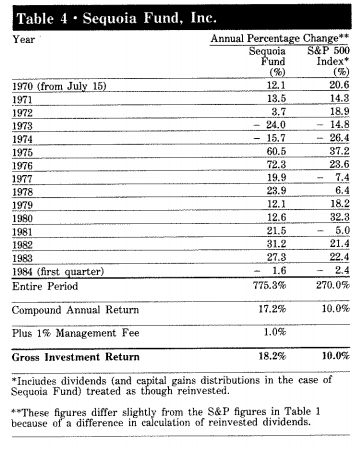 Table 4 · Sequoia Fund, Inc.
Year Annual Percentage Change**
Sequoia S&P 500
Fund Index*
(%) (%)
1970 (from July 15) 12.1 20.6
1971 13.5 14.3
1972 3.7 18.9
1973 – 24.0 – 14.8
1974 – 15.7 – 26.4
1975 60.5 37.2
1976 72.3 23.6
1977 19.9 – 7.4
1978 23.9 6.4
1979 12.1 18.2
1980 12.6 32.3
1981 21.5 – 5.0
1982 31.2 21.4
1983 27.3 22.4
1984 (first quarter) – 1.6 – 2.4
Entire Period 775.3% 270.0%
Compound Annual Return 17.2% 10.0%
Plus 1% Management Fee 1.0%
Gross Investment Return 18.2% 10.0%
*Includes dividends (and capital gains distributions in the case of
Sequoia Fund) treated as though reinvested.
**These figures differ slightly from the S&P figures in Table 1
because of a difference in calculation of reinvested dividends.